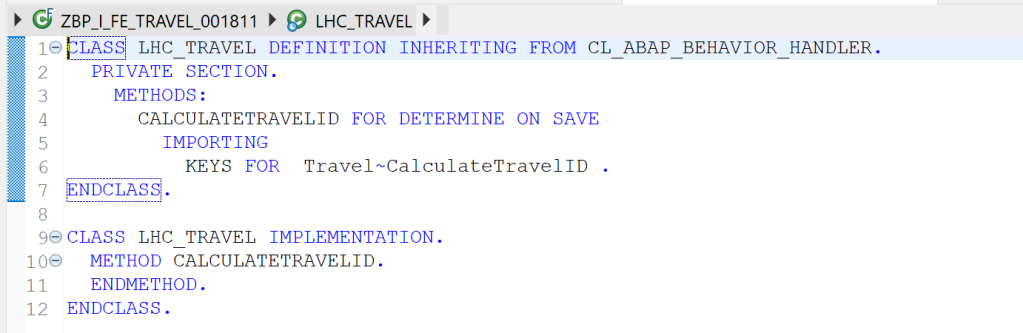 ZBP_I_FE_TRAVEL_001811 LHC_TRAVEL
1 CLASS LHC_TRAVEL DEFINITION INHERITING FROM CL_ABAP_BEHAVIOR_HANDLER.
2 PRIVATE SECTION.
3 METHODS:
4 CALCULATETRAVELID FOR DETERMINE ON SAVE
5 IMPORTING
6 KEYS FOR Travel~CalculateTravelID .
7 ENDCLASS.
8
9 CLASS LHC_TRAVEL IMPLEMENTATION.
10 METHOD CALCULATETRAVELID.
11 ENDMETHOD.
12 ENDCLASS.